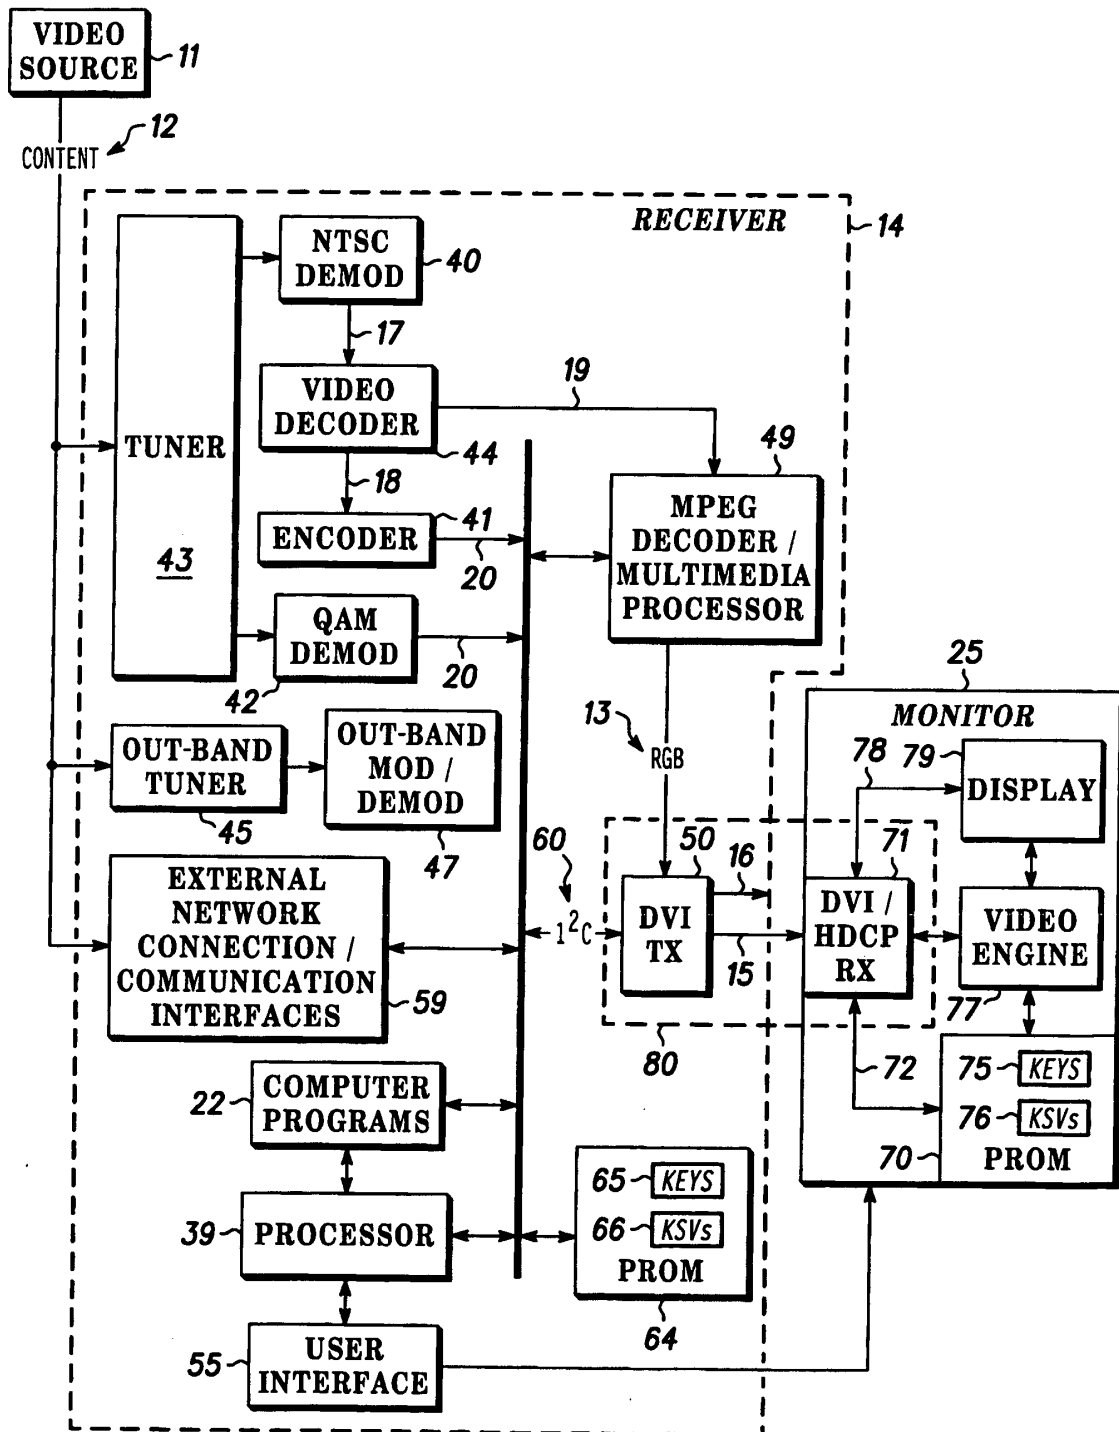 VIDEO
SOURCE
11
12
CONTENT
RECEIVER
14
NTSC
DEMOD
40
17
VIDEO
DECODER
44
19
18
TUNER
43
ENCODER
41
20
49
MPEG
DECODER /
MULTIMEDIA
PROCESSOR
QAM
DEMOD
42
20
13
RGB
25
MONITOR
OUT-BAND
TUNER
45
OUT-BAND
MOD /
DEMOD
47
78
79
DISPLAY
EXTERNAL
NETWORK
CONNECTION /
COMMUNICATION
INTERFACES
59
60
1²C
50
DVI
TX
16
15
71
DVI /
HDCP
RX
VIDEO
ENGINE
77
80
72
22
COMPUTER
PROGRAMS
75
KEYS
76
KSVs
70
PROM
39
PROCESSOR
65
KEYS
66
KSVs
PROM
64
55
USER
INTERFACE